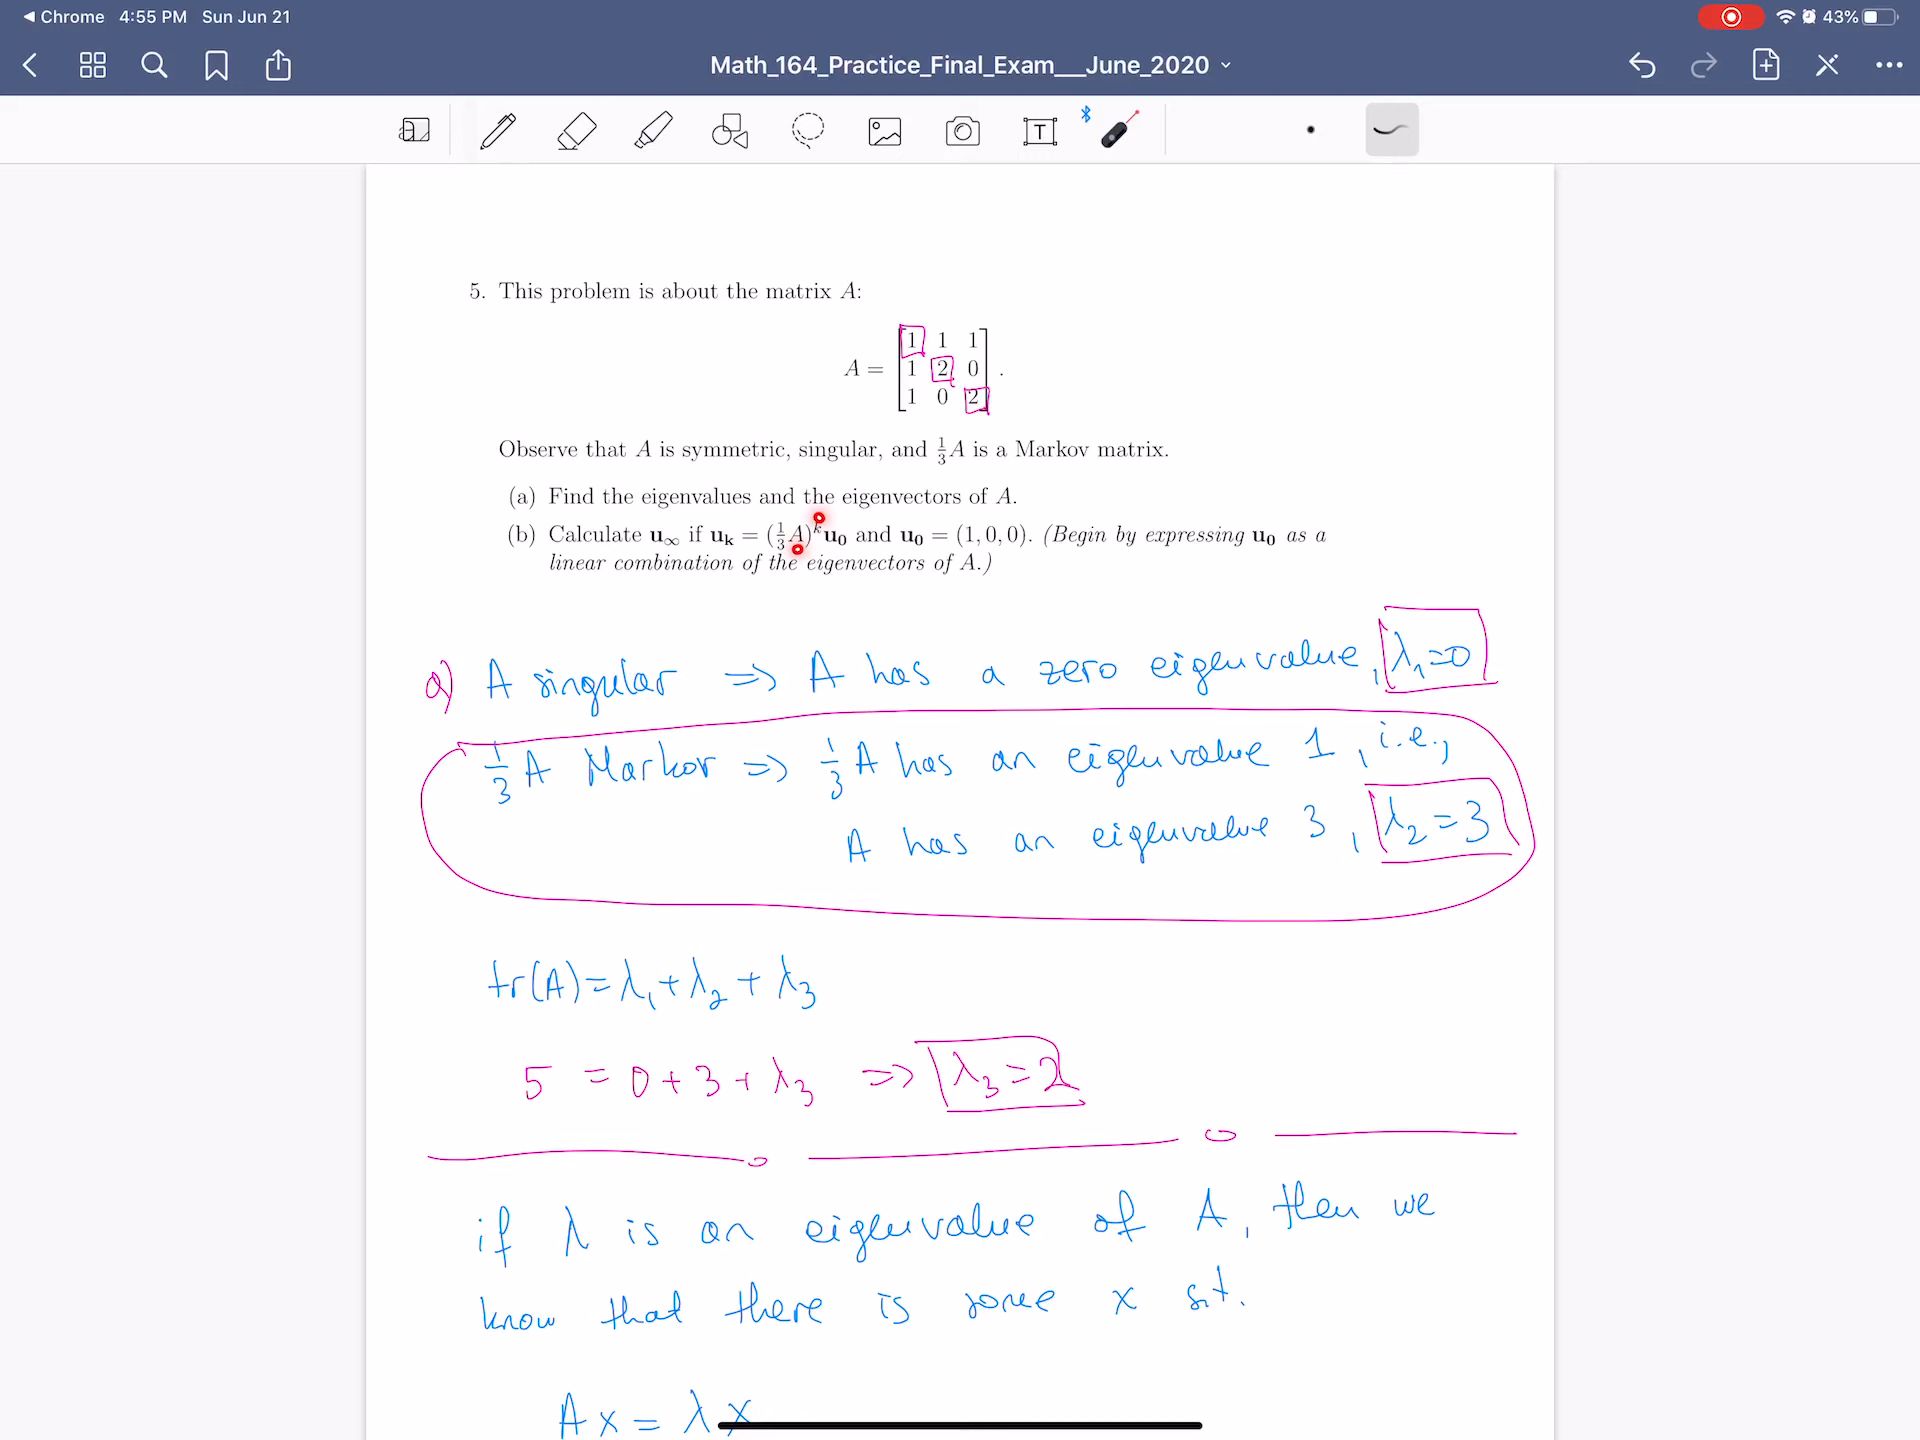 Chrome 4:55 PM Sun Jun 21
43%
Math_164_Practice_Final_Exam___June_2020
5. This problem is about the matrix A:
A = [1 1 1
1 2 0
1 0 2].
Observe that A is symmetric, singular, and 1/3 A is a Markov matrix.
(a) Find the eigenvalues and the eigenvectors of A.
(b) Calculate u∞ if uk = (1/3 A)^k u0 and u0 = (1, 0, 0). (Begin by expressing u0 as a
linear combination of the eigenvectors of A.)
a) A singular => A has a zero eigenvalue, λ1=0
1/3 A Markov => 1/3 A has an eigenvalue 1, i.e.,
A has an eigenvalue 3, λ2=3
tr(A)=λ1+λ2+λ3
5 = 0+3+λ3 => λ3=2
if λ is an eigenvalue of A, then we
know that there is some x s.t.
Ax=λx